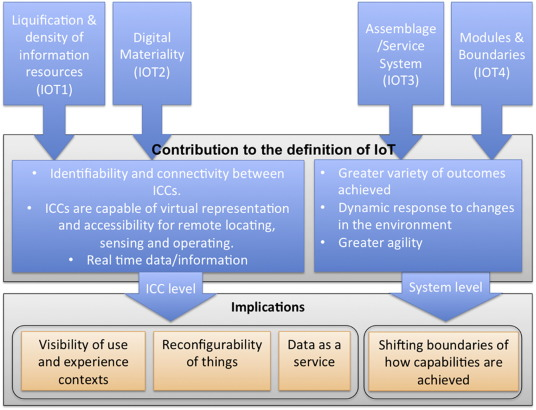 Liquification &
density of
information
resources
(IOT1)
Digital
Materiality
(IOT2)
Assemblage
/Service
System
(IOT3)
Modules &
Boundaries
(IOT4)
Contribution to the definition of IoT
• Identifiability and connectivity between
ICCs.
• ICCs are capable of virtual representation
and accessibility for remote locating,
sensing and operating.
• Real time data/information
• Greater variety of outcomes
achieved
• Dynamic response to changes
in the environment
• Greater agility
ICC level
System level
Implications
Visibility of use
and experience
contexts
Reconfigurability
of things
Data as a
service
Shifting boundaries of
how capabilities are
achieved